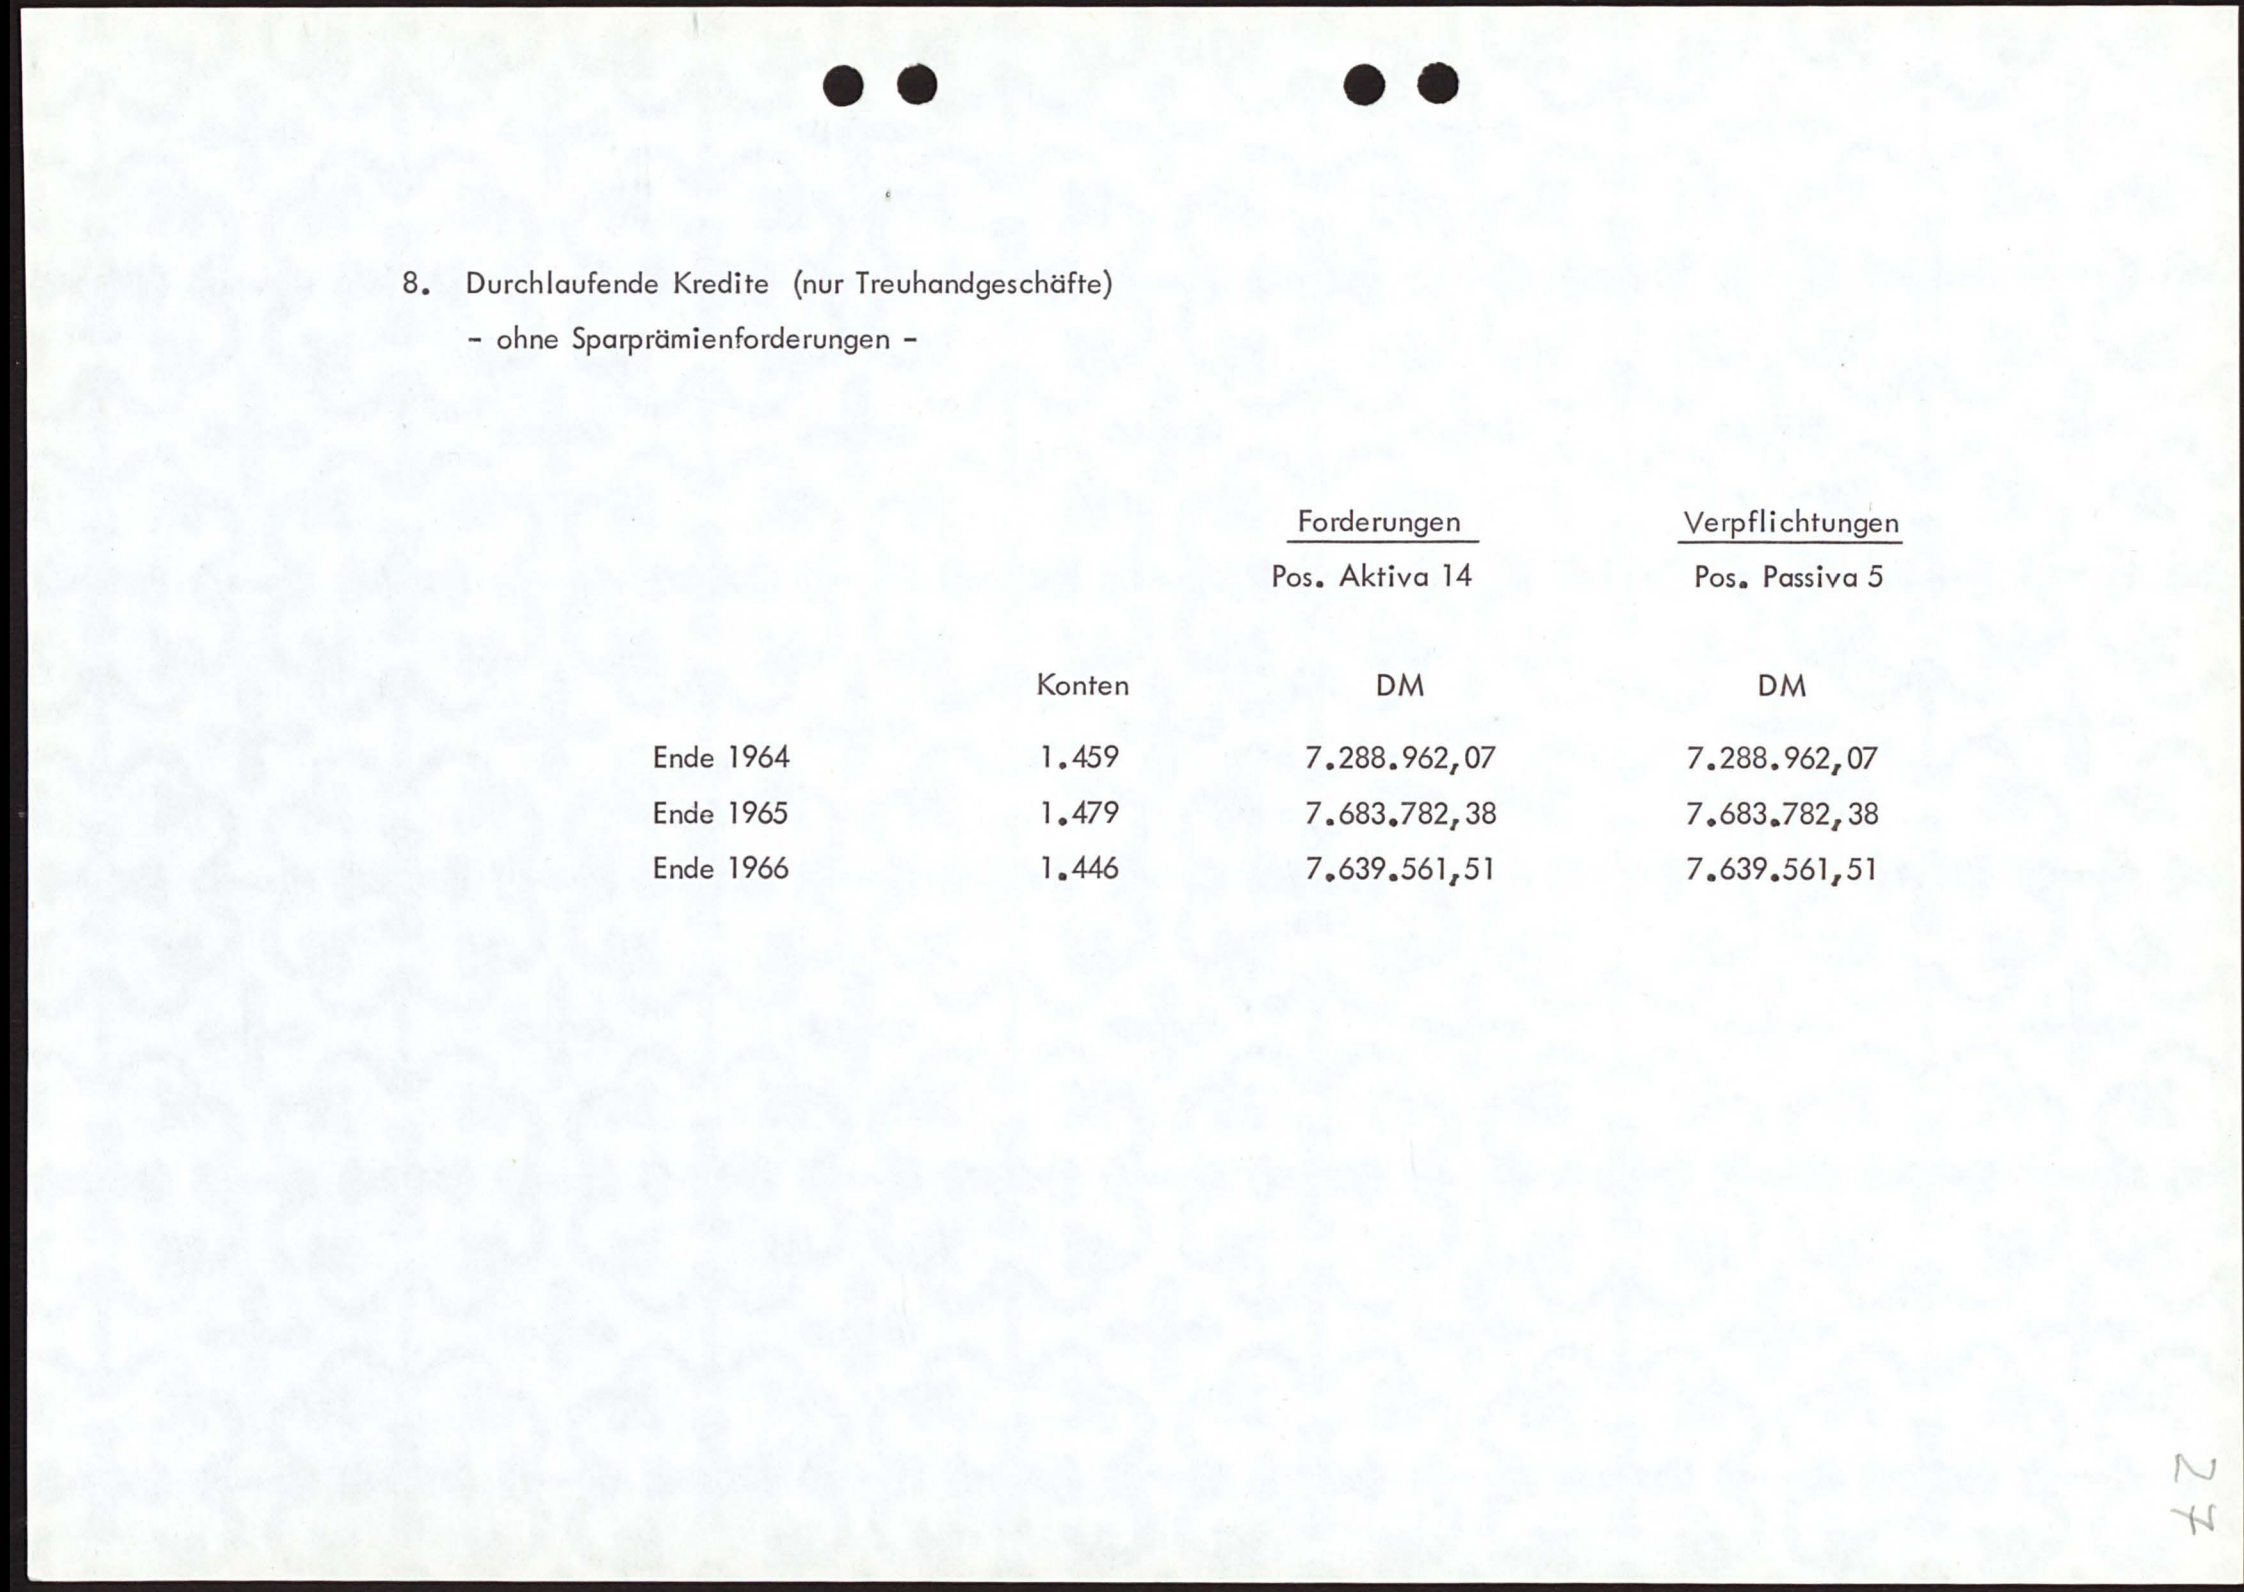 8. Durchlaufende Kredite (nur Treuhandgeschäfte)
- ohne Sparprämienforderungen -
Forderungen Verpflichtungen
Pos. Aktiva 14 Pos. Passiva 5
Konten DM DM
Ende 1964 1.459 7.288.962,07 7.288.962,07
Ende 1965 1.479 7.683.782,38 7.683.782,38
Ende 1966 1.446 7.639.561,51 7.639.561,51
27